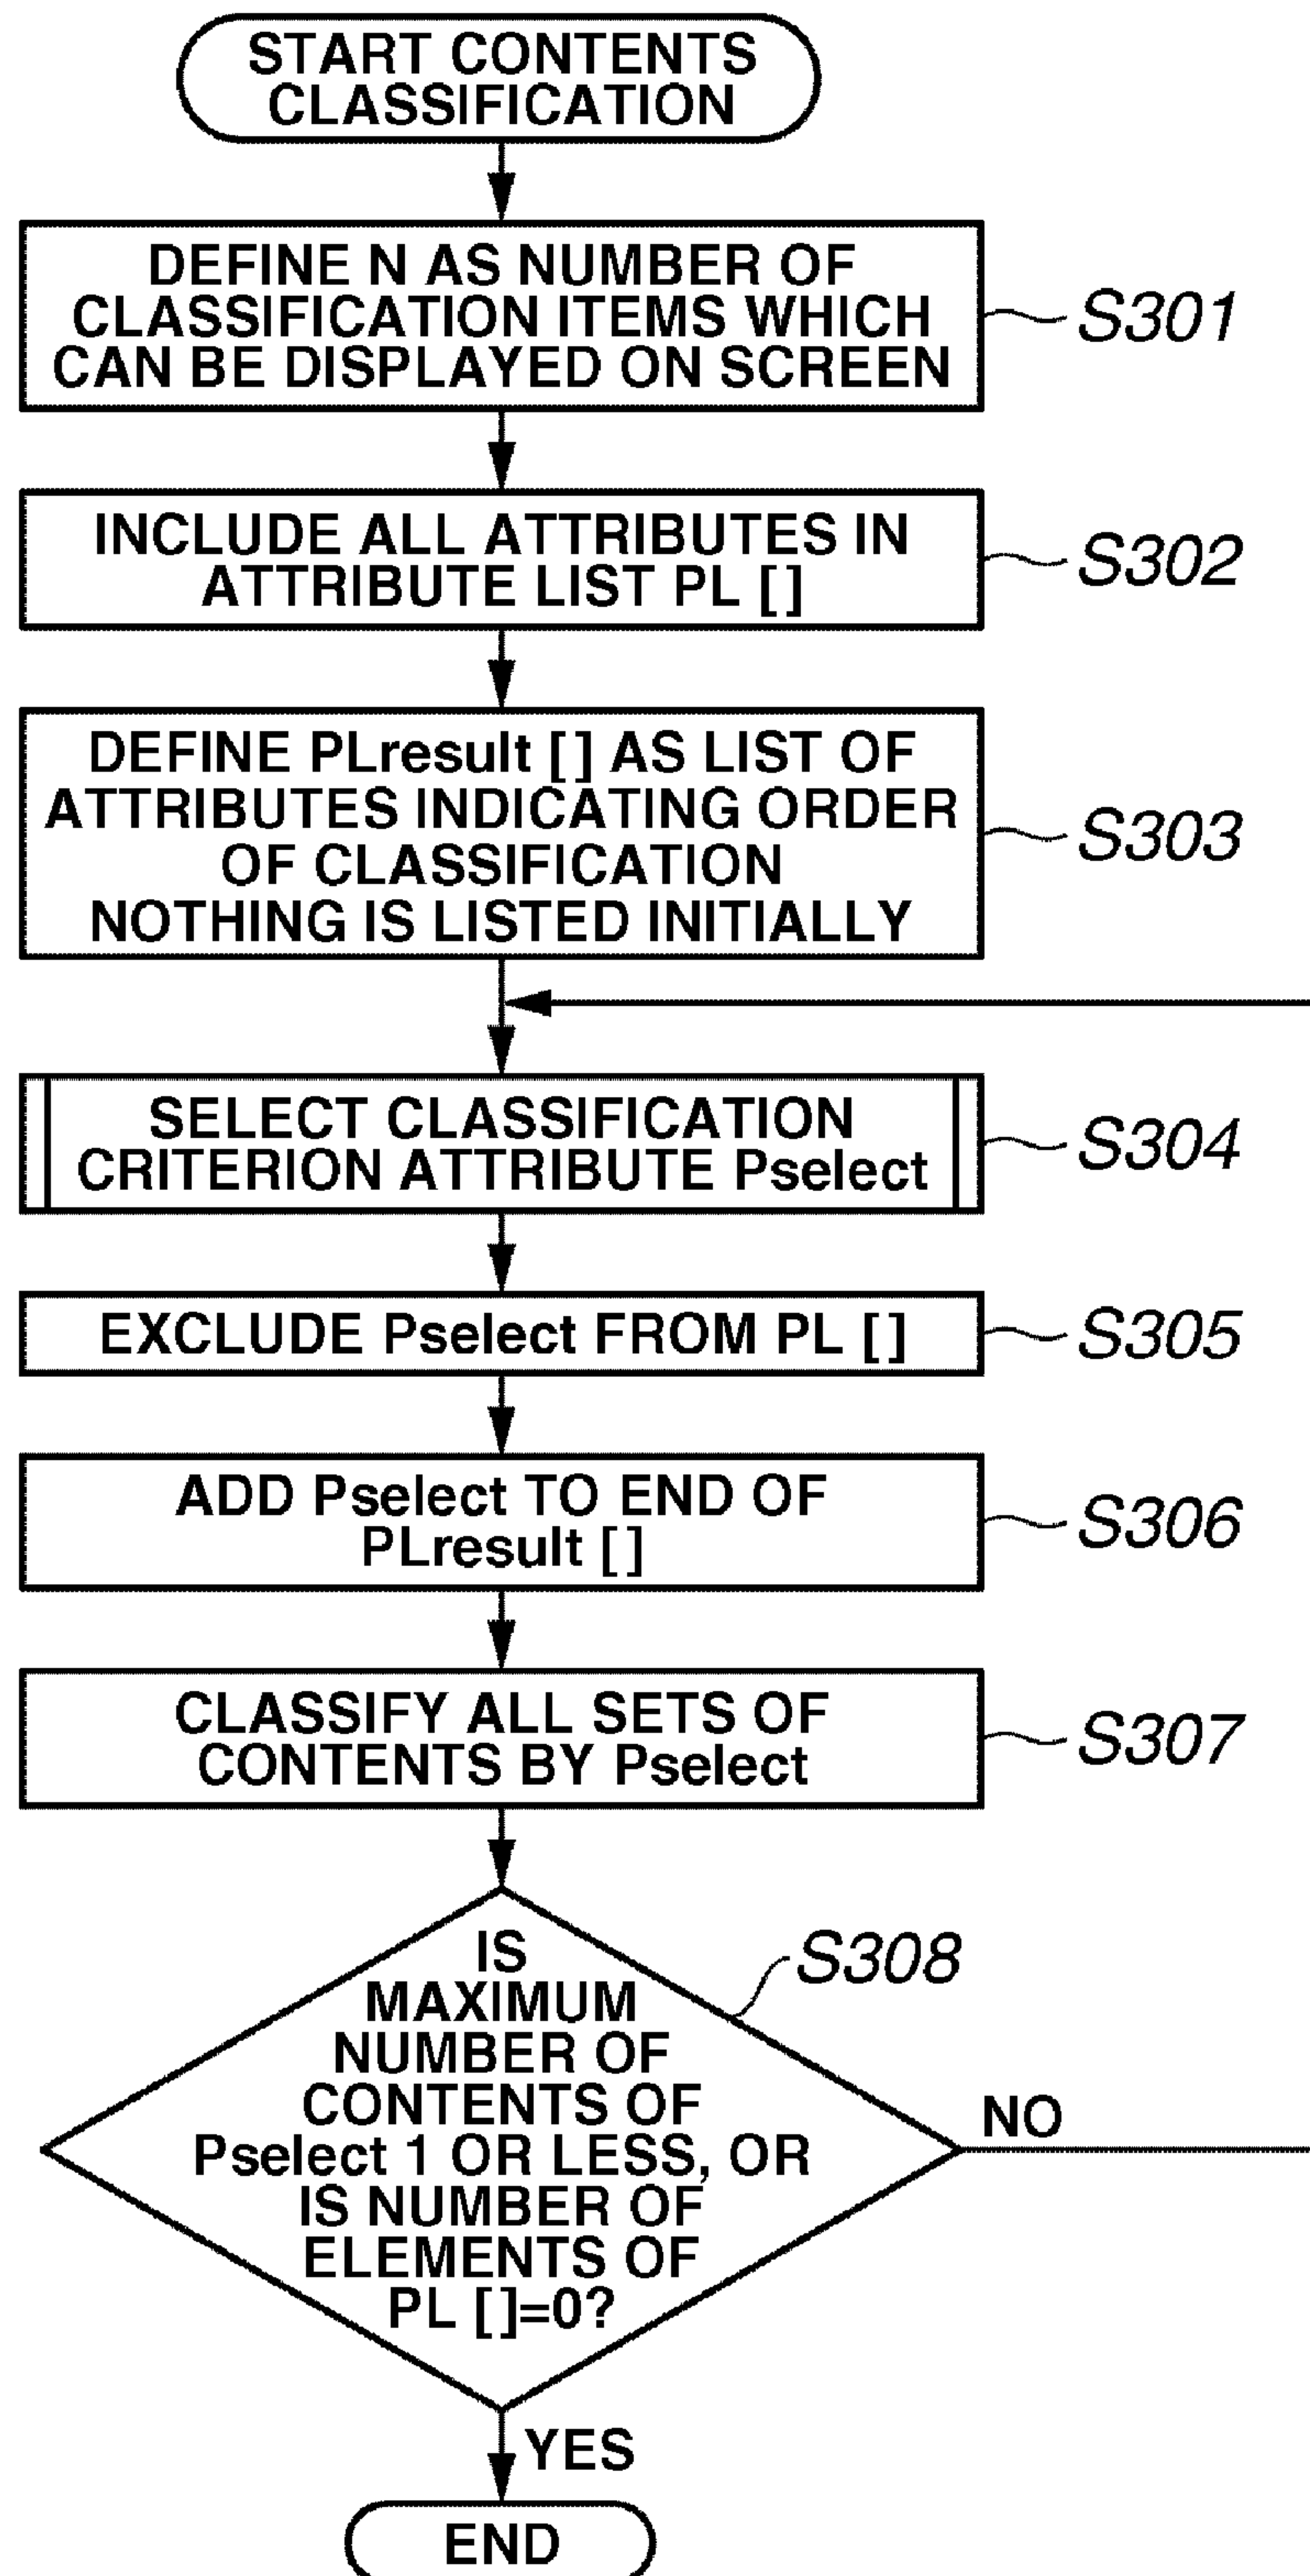 START CONTENTS
CLASSIFICATION
DEFINE N AS NUMBER OF
CLASSIFICATION ITEMS WHICH
CAN BE DISPLAYED ON SCREEN
S301
INCLUDE ALL ATTRIBUTES IN
ATTRIBUTE LIST PL [ ]
S302
DEFINE PLresult [ ] AS LIST OF
ATTRIBUTES INDICATING ORDER
OF CLASSIFICATION
NOTHING IS LISTED INITIALLY
S303
SELECT CLASSIFICATION
CRITERION ATTRIBUTE Pselect
S304
EXCLUDE Pselect FROM PL [ ]
S305
ADD Pselect TO END OF
PLresult [ ]
S306
CLASSIFY ALL SETS OF
CONTENTS BY Pselect
S307
IS
MAXIMUM
NUMBER OF
CONTENTS OF
Pselect 1 OR LESS, OR
IS NUMBER OF
ELEMENTS OF
PL [ ]=0?
S308
NO
YES
END